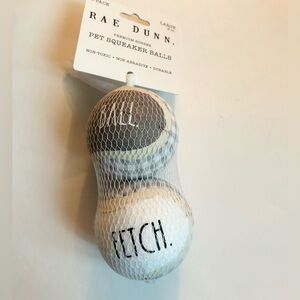 RAE DUNN.
PREMIUM RUBBER
PET SQUEAKER BALLS
NON-TOXIC • NON ABRASIVE • DURABLE
BALL
FETCH.